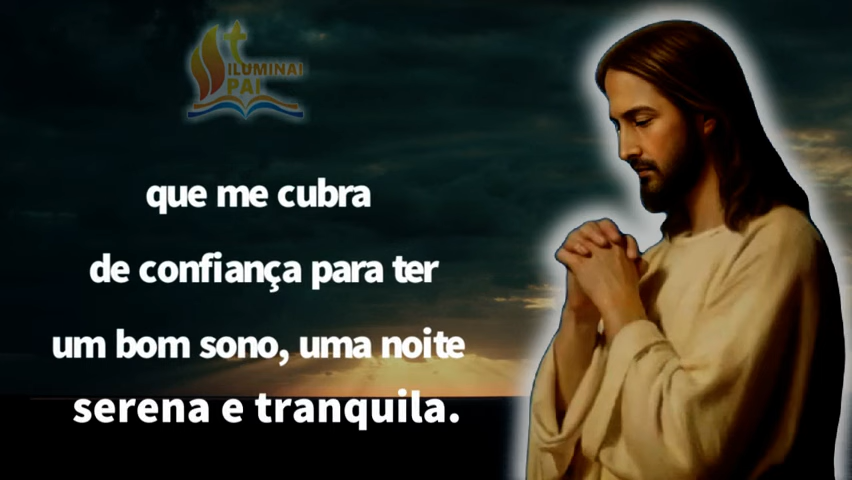 ILUMINAI
PAI
que me cubra
de confiança para ter
um bom sono, uma noite
serena e tranquila.